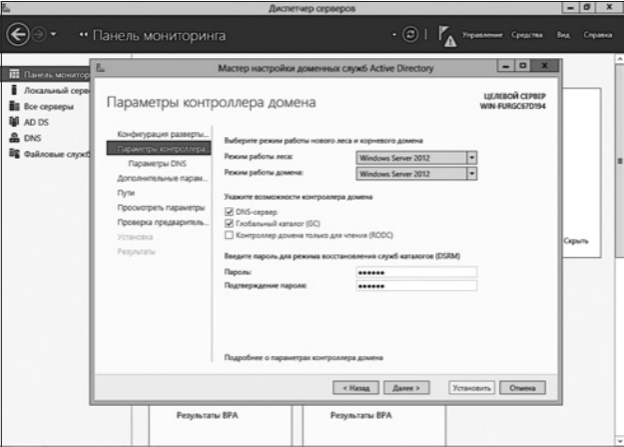 Диспетчер серверов
Панель мониторинга
Управление Средства Вид Справка
Панель монитор
Локальный серве
Все серверы
AD DS
DNS
Файловые служб
Мастер настройки доменных служб Active Directory
Параметры контроллера домена
ЦЕЛЕВОЙ СЕРВЕР
WIN-FURGC67D194
Конфигурация разверты...
Параметры контроллера...
Параметры DNS
Дополнительные парам...
Пути
Просмотреть параметры
Проверка предваритель...
Установка
Результаты
Выберите режим работы нового леса и корневого домена
Режим работы леса: Windows Server 2012
Режим работы домена: Windows Server 2012
Укажите возможности контроллера домена
DNS-сервер
Глобальный каталог (GC)
Контроллер домена только для чтения (RODC)
Введите пароль для режима восстановления служб каталогов (DSRM)
Пароль: ••••••
Подтверждение пароля: ••••••
Подробнее о параметрах контроллера домена
< Назад Далее > Установить Отмена
Скрыть
Результаты BPA Результаты BPA